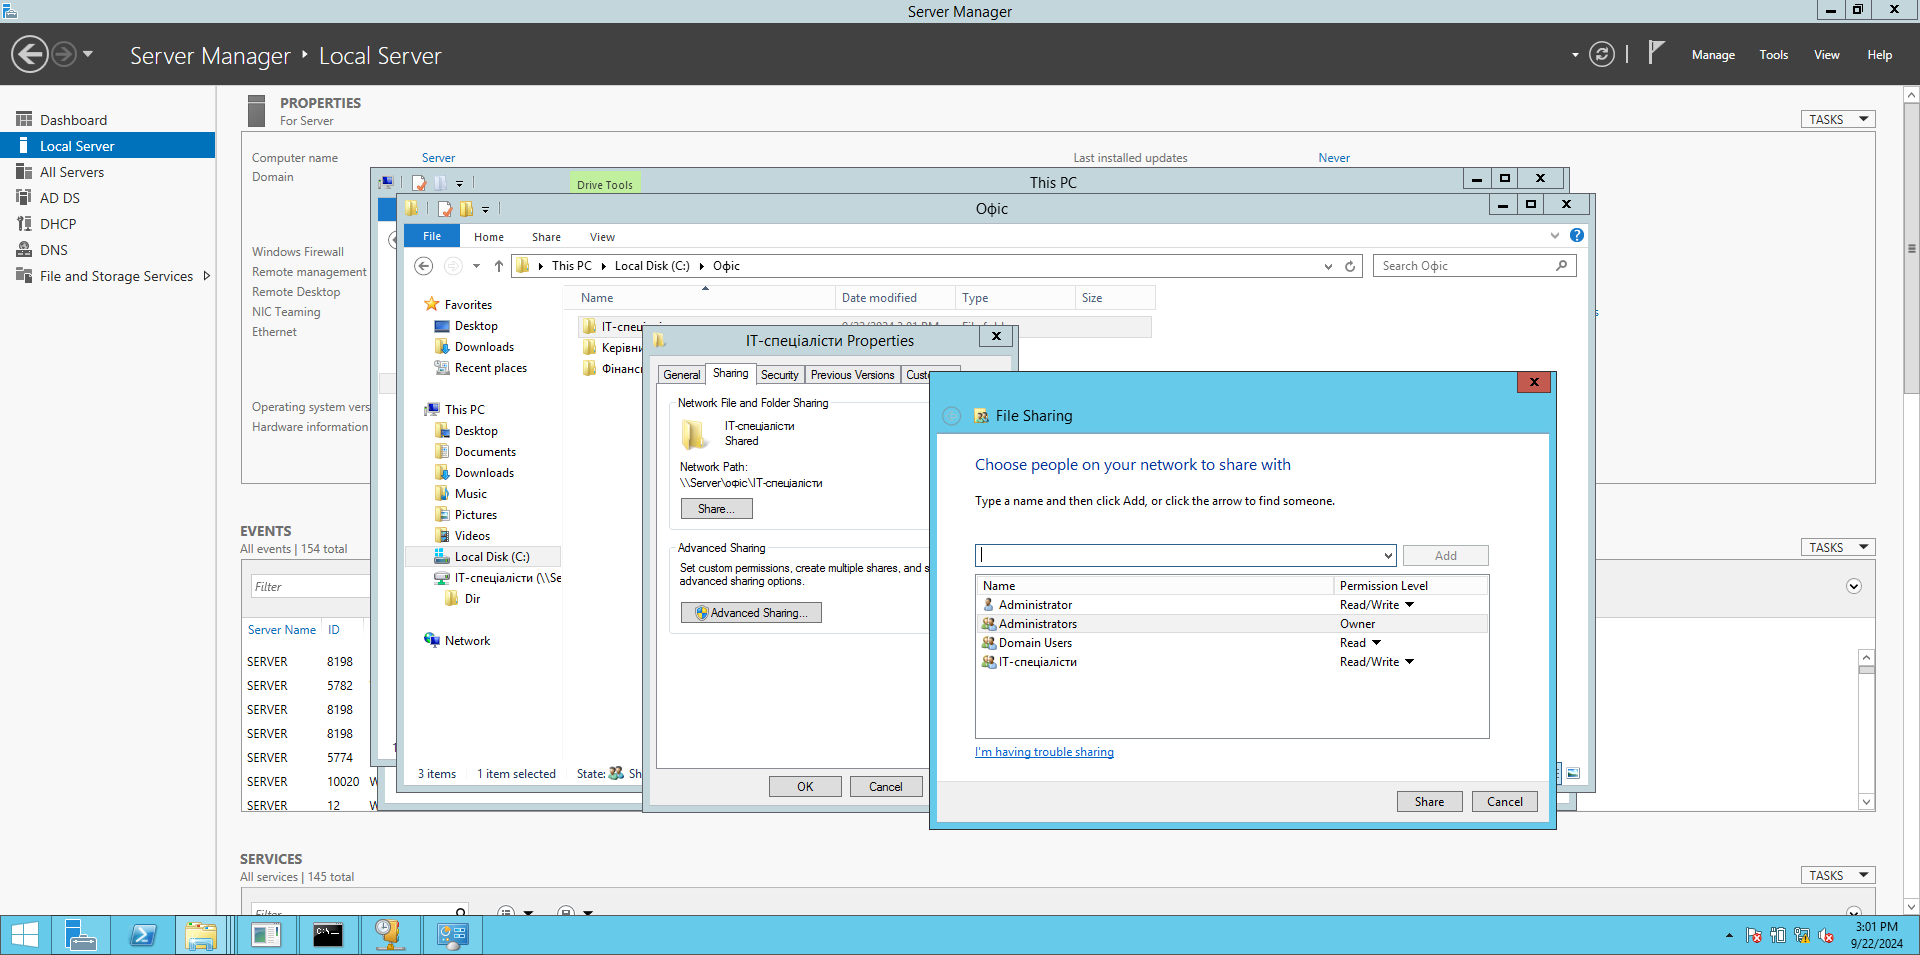 Server Manager
Server Manager ‣ Local Server
Manage Tools View Help
Dashboard
Local Server
All Servers
AD DS
DHCP
DNS
File and Storage Services
PROPERTIES
For Server
TASKS
Computer name Server Last installed updates Never
Domain
Windows Firewall
Remote management
Remote Desktop
NIC Teaming
Ethernet
Operating system vers
Hardware information
EVENTS
All events | 154 total
TASKS
Filter
Server Name ID
SERVER 8198
SERVER 5782
SERVER 8198
SERVER 8198
SERVER 5774
SERVER 10020 W
SERVER 12 W
SERVICES
All services | 145 total
TASKS
Filter
Drive Tools This PC
Офіс
File Home Share View
This PC Local Disk (C:) Офіс
Search Офіс
Name Date modified Type Size
Favorites
Desktop
Downloads
Recent places
This PC
Desktop
Documents
Downloads
Music
Pictures
Videos
Local Disk (C:)
ІТ-спеціалісти (\\Se
Dir
Network
Керівн
Фінанс
3 items 1 item selected State: Sh
ІТ-спеціалісти Properties
General Sharing Security Previous Versions Custo
Network File and Folder Sharing
ІТ-спеціалісти
Shared
Network Path:
\\Server\офіс\ІТ-спеціалісти
Share...
Advanced Sharing
Set custom permissions, create multiple shares, and s
advanced sharing options.
Advanced Sharing...
OK Cancel
File Sharing
Choose people on your network to share with
Type a name and then click Add, or click the arrow to find someone.
Add
Name Permission Level
Administrator Read/Write
Administrators Owner
Domain Users Read
ІТ-спеціалісти Read/Write
I'm having trouble sharing
Share Cancel
3:01 PM
9/22/2024